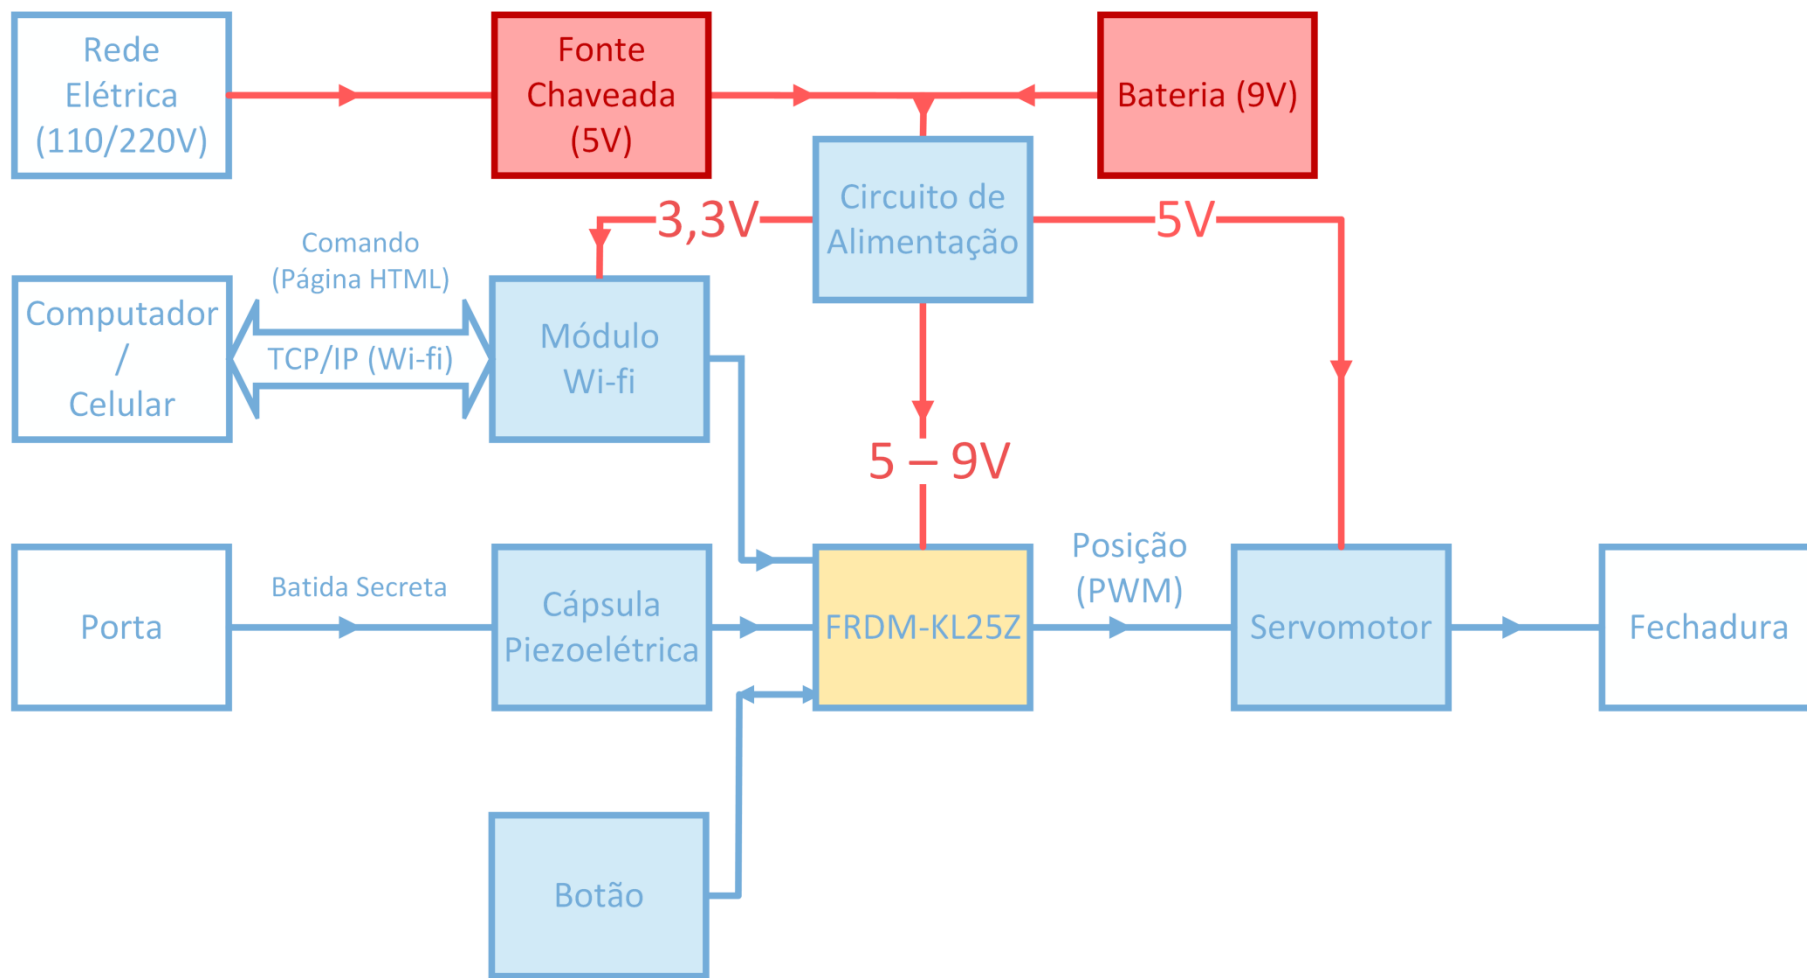 Rede
Elétrica
(110/220V)
Fonte
Chaveada
(5V)
Bateria (9V)
Circuito de
Alimentação
3,3V
5V
Comando
(Página HTML)
Computador
/
Celular
TCP/IP (Wi-fi)
Módulo
Wi-fi
5 – 9V
Porta
Batida Secreta
Cápsula
Piezoelétrica
FRDM-KL25Z
Posição
(PWM)
Servomotor
Fechadura
Botão